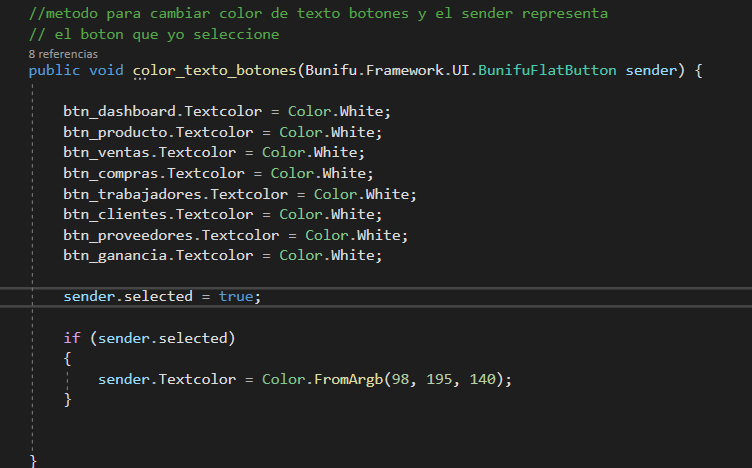 //metodo para cambiar color de texto botones y el sender representa
// el boton que yo seleccione
8 referencias
public void color_texto_botones(Bunifu.Framework.UI.BunifuFlatButton sender) {
btn_dashboard.Textcolor = Color.White;
btn_producto.Textcolor = Color.White;
btn_ventas.Textcolor = Color.White;
btn_compras.Textcolor = Color.White;
btn_trabajadores.Textcolor = Color.White;
btn_clientes.Textcolor = Color.White;
btn_proveedores.Textcolor = Color.White;
btn_ganancia.Textcolor = Color.White;
sender.selected = true;
if (sender.selected)
{
sender.Textcolor = Color.FromArgb(98, 195, 140);
}
}